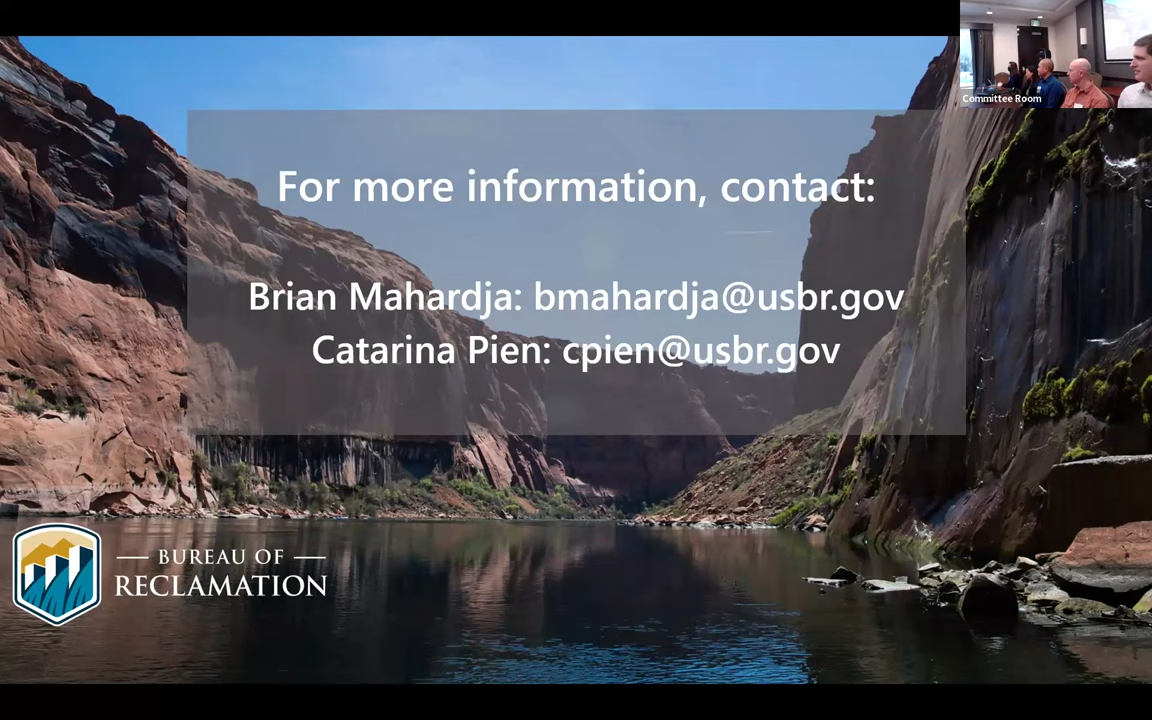 Committee Room
For more information, contact:
Brian Mahardja: bmahardja@usbr.gov
Catarina Pien: cpien@usbr.gov
BUREAU OF
RECLAMATION